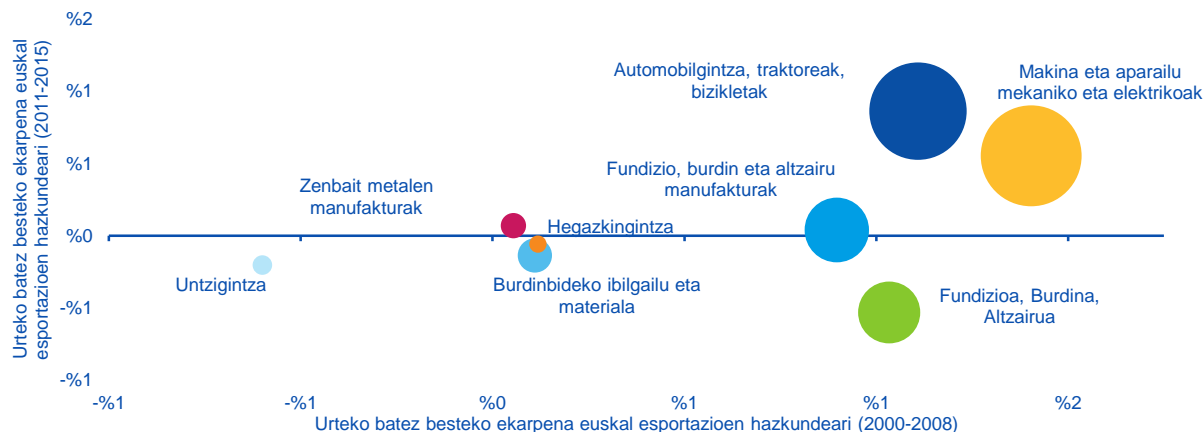 %2
%1
%1
%0
-%1
-%1
Urteko batez besteko ekarpena euskal
esportazioen hazkundeari (2011-2015)
Automobilgintza, traktoreak,
bizikletak
Makina eta aparailu
mekaniko eta elektrikoak
Fundizio, burdin eta altzairu
manufakturak
Zenbait metalen
manufakturak
Hegazkingintza
Untzigintza
Burdinbideko ibilgailu eta
materiala
Fundizioa, Burdina,
Altzairua
-%1
-%1
%0
%1
%1
%2
Urteko batez besteko ekarpena euskal esportazioen hazkundeari (2000-2008)